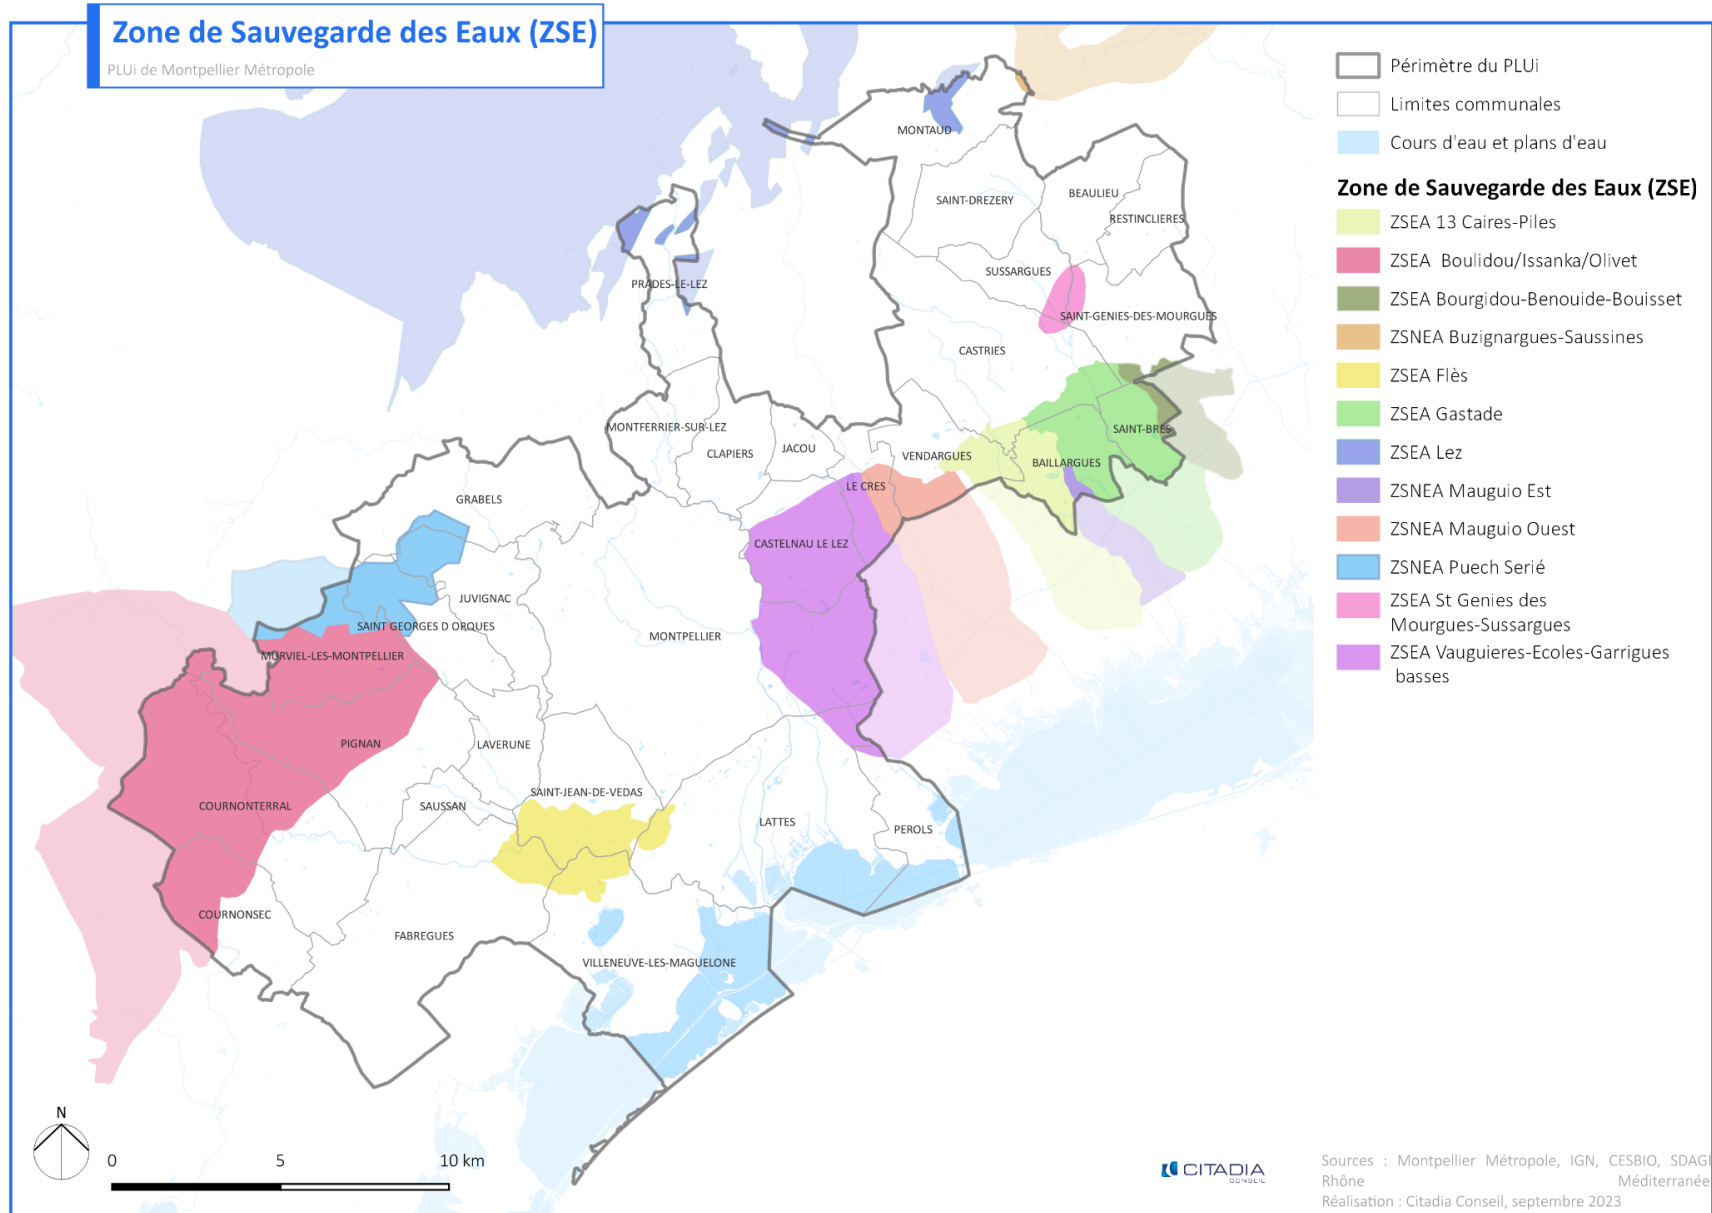 Zone de Sauvegarde des Eaux (ZSE)
PLUi de Montpellier Métropole
Périmètre du PLUi
Limites communales
Cours d'eau et plans d'eau
Zone de Sauvegarde des Eaux (ZSE)
ZSEA 13 Caires-Piles
ZSEA Boulidou/Issanka/Olivet
ZSEA Bourgidou-Benouide-Bouisset
ZSNEA Buzignargues-Saussines
ZSEA Flès
ZSEA Gastade
ZSEA Lez
ZSNEA Mauguio Est
ZSNEA Mauguio Ouest
ZSNEA Puech Serié
ZSEA St Genies des
Mourgues-Sussargues
ZSEA Vauguieres-Ecoles-Garrigues
basses
MONTAUD
SAINT-DREZERY
BEAULIEU
RESTINCLIERES
SUSSARGUES
PRADES-LE-LEZ
SAINT-GENIES-DES-MOURGUES
CASTRIES
MONTFERRIER-SUR-LEZ
SAINT-BRES
CLAPIERS
JACOU
VENDARGUES
BAILLARGUES
LE CRES
GRABELS
CASTELNAU LE LEZ
JUVIGNAC
SAINT GEORGES D ORQUES
MONTPELLIER
MURVIEL-LES-MONTPELLIER
PIGNAN
LAVERUNE
SAINT-JEAN-DE-VEDAS
COURNONTERRAL
SAUSSAN
LATTES
PEROLS
COURNONSEC
FABREGUES
VILLENEUVE-LES-MAGUELONE
N
0 5 10 km
CITADIA
CONSEIL
Sources : Montpellier Métropole, IGN, CESBIO, SDAGE
Rhône Méditerranée
Réalisation : Citadia Conseil, septembre 2023